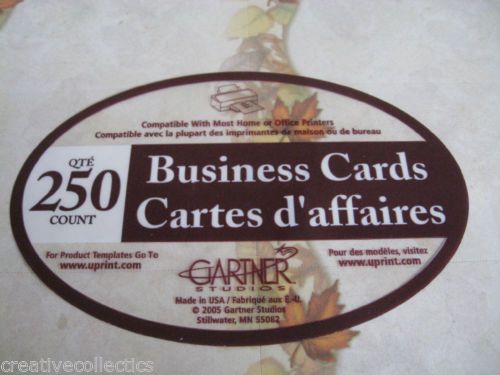 Compatible With Most Home or Office Printers
Compatible avec la plupart des imprimantes de maison ou de bureau
QTÉ
250
COUNT
Business Cards
Cartes d'affaires
For Product Templates Go To
www.uprint.com
GARTNER
STUDIOS
Pour des modèles, visitez
www.uprint.com
Made in USA / Fabriqué aux É.-U.
© 2005 Gartner Studios
Stillwater, MN 55082
creativecollectics